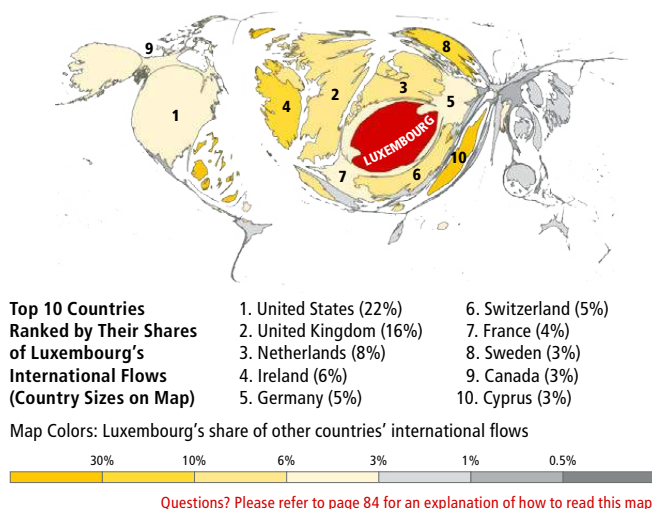 9
8
3
2
5
4
1
LUXEMBOURG
10
7
6
Top 10 Countries
Ranked by Their Shares
of Luxembourg's
International Flows
(Country Sizes on Map)
1. United States (22%)
2. United Kingdom (16%)
3. Netherlands (8%)
4. Ireland (6%)
5. Germany (5%)
6. Switzerland (5%)
7. France (4%)
8. Sweden (3%)
9. Canada (3%)
10. Cyprus (3%)
Map Colors: Luxembourg's share of other countries' international flows
30% 10% 6% 3% 1% 0.5%
Questions? Please refer to page 84 for an explanation of how to read this map